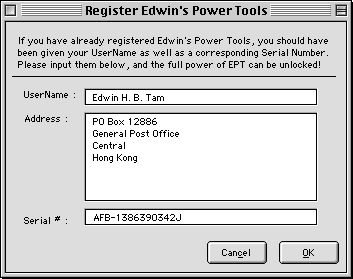 Register Edwin's Power Tools
If you have already registered Edwin's Power Tools, you should have
been given your UserName as well as a corresponding Serial Number.
Please input them below, and the full power of EPT can be unlocked!
UserName : Edwin H. B. Tam
Address : PO Box 12886
General Post Office
Central
Hong Kong
Serial # : AFB-1386390342J
Cancel OK